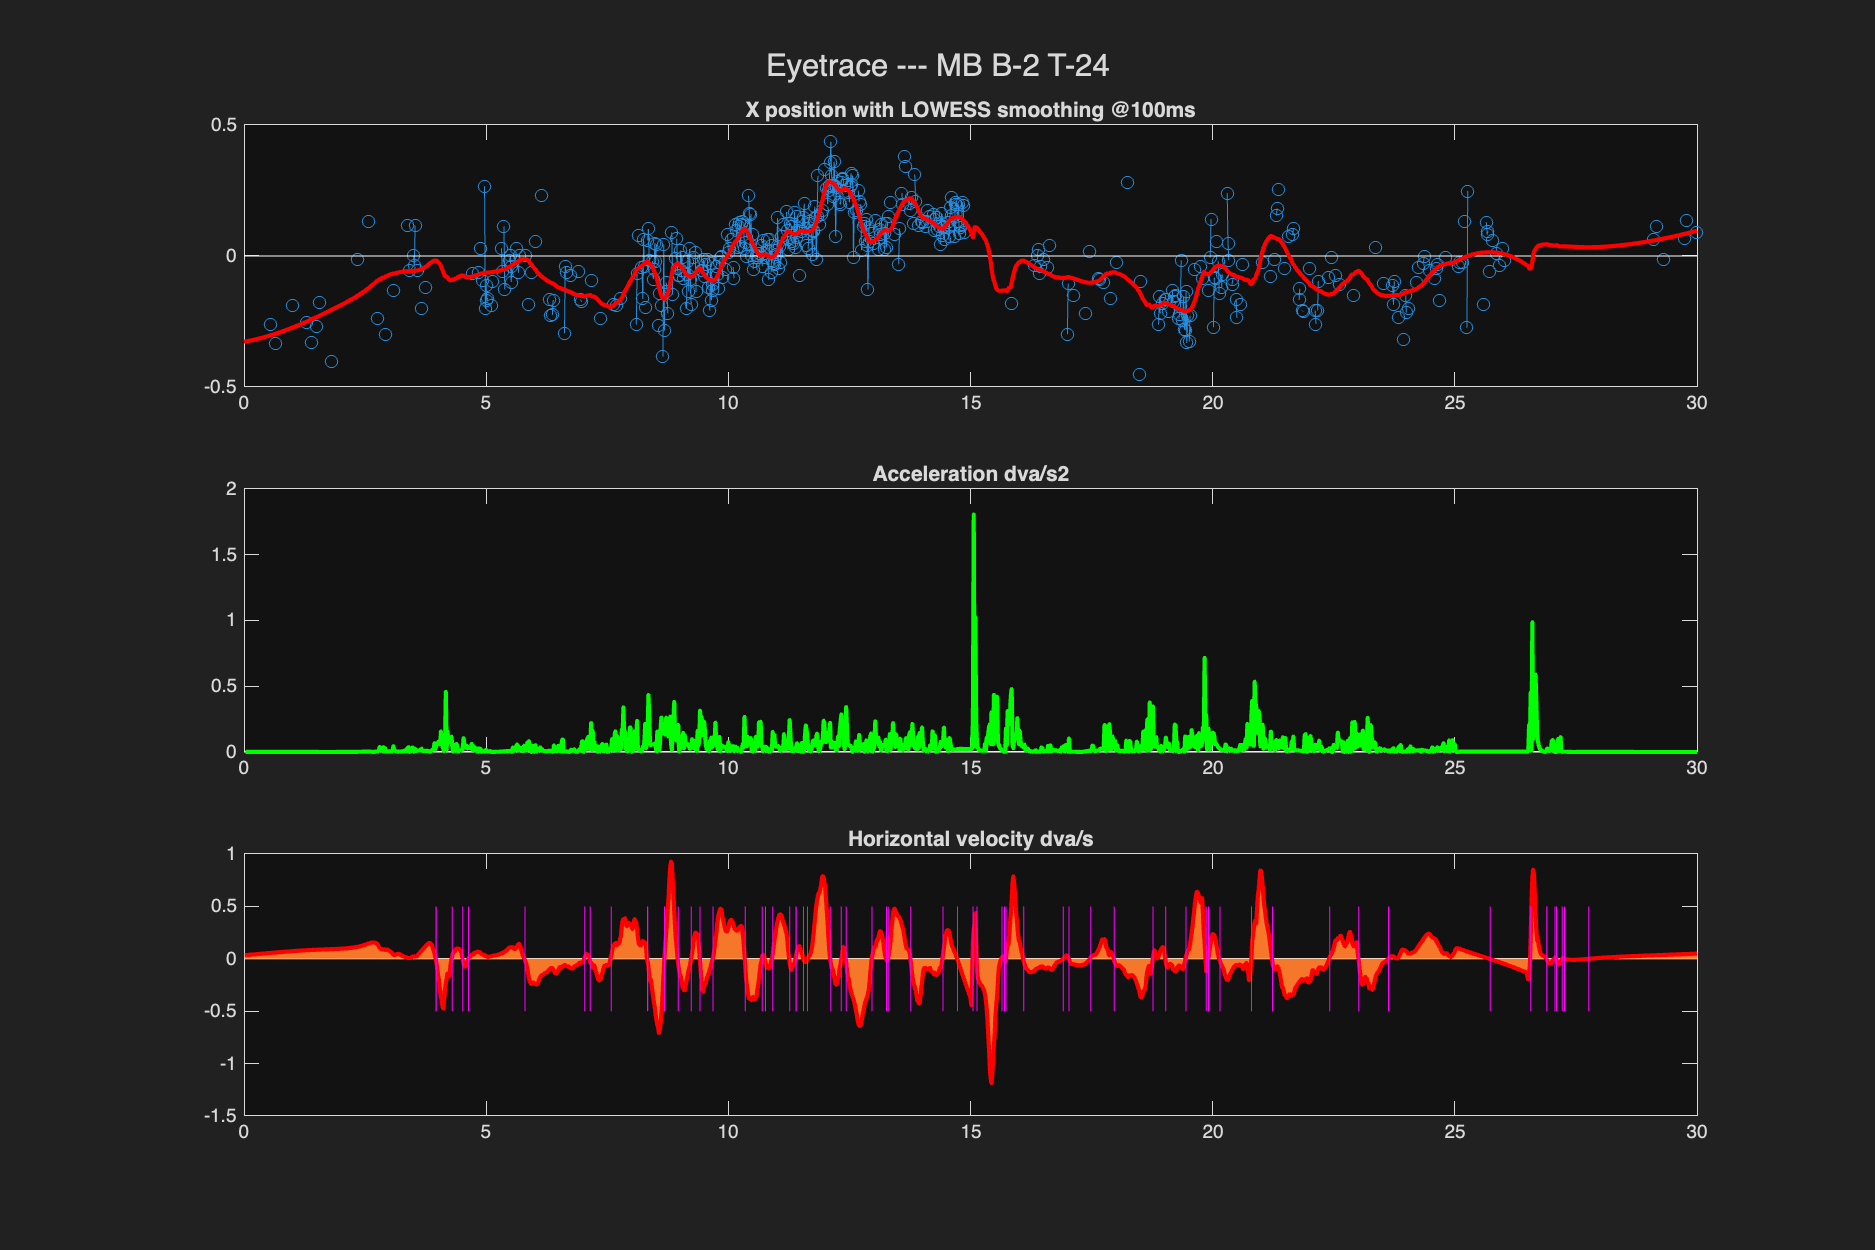 Eyetrace --- MB B-2 T-24
X position with LOWESS smoothing @100ms
0.5
0
-0.5
0 5 10 15 20 25 30
Acceleration dva/s2
2
1.5
1
0.5
0
0 5 10 15 20 25 30
Horizontal velocity dva/s
1
0.5
0
-0.5
-1
-1.5
0 5 10 15 20 25 30